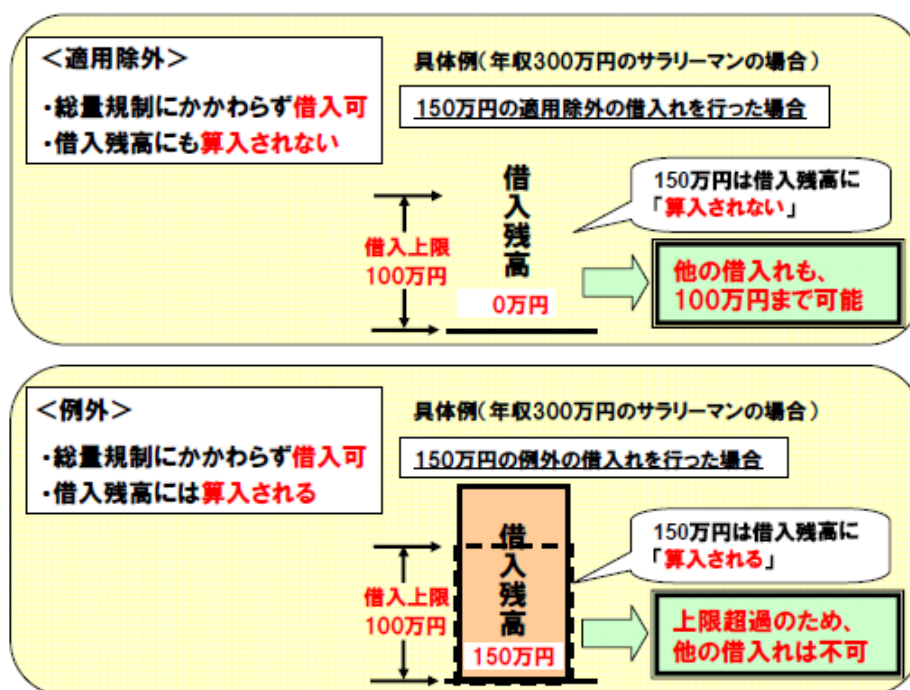 <適用除外>
・総量規制にかかわらず借入可
・借入残高にも算入されない
具体例(年収300万円のサラリーマンの場合)
150万円の適用除外の借入れを行った場合
借入上限
100万円
借入残高
0万円
150万円は借入残高に
「算入されない」
他の借入れも、
100万円まで可能
<例外>
・総量規制にかかわらず借入可
・借入残高には算入される
具体例(年収300万円のサラリーマンの場合)
150万円の例外の借入れを行った場合
借入上限
100万円
借入残高
150万円
150万円は借入残高に
「算入される」
上限超過のため、
他の借入れは不可